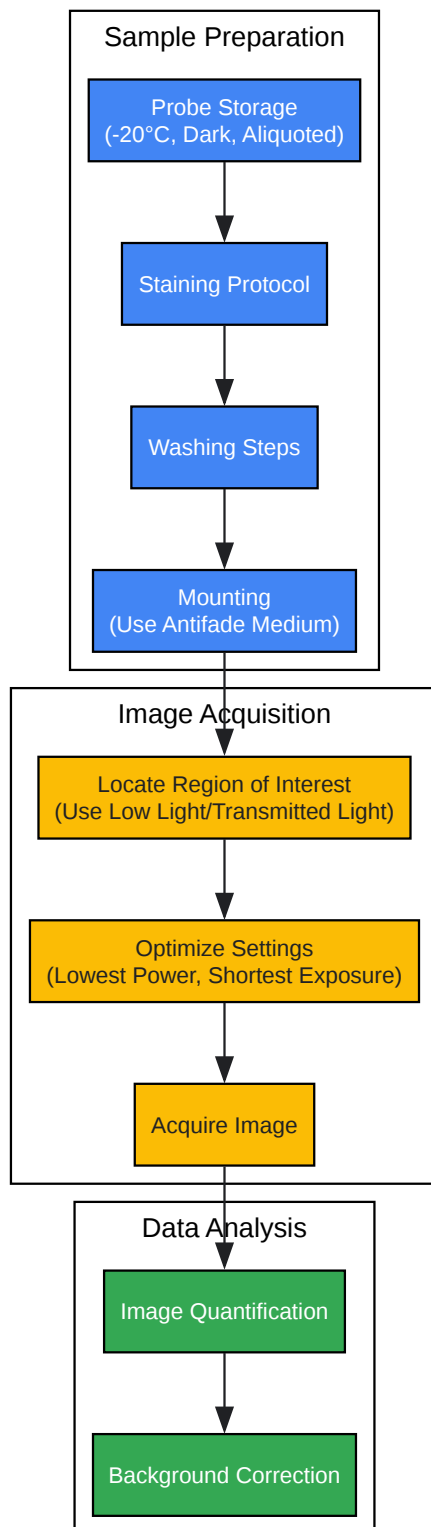 Sample Preparation
Probe Storage
(-20°C, Dark, Aliquoted)
Staining Protocol
Washing Steps
Mounting
(Use Antifade Medium)
Image Acquisition
Locate Region of Interest
(Use Low Light/Transmitted Light)
Optimize Settings
(Lowest Power, Shortest Exposure)
Acquire Image
Data Analysis
Image Quantification
Background Correction